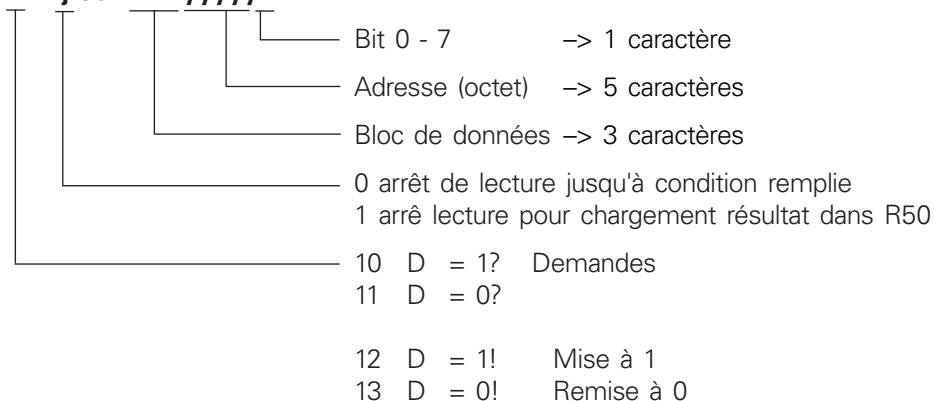 Bit 0 - 7 –> 1 caractère
Adresse (octet) –> 5 caractères
Bloc de données –> 3 caractères
0 arrêt de lecture jusqu'à condition remplie
1 arrê lecture pour chargement résultat dans R50
10 D = 1? Demandes
11 D = 0?
12 D = 1! Mise à 1
13 D = 0! Remise à 0